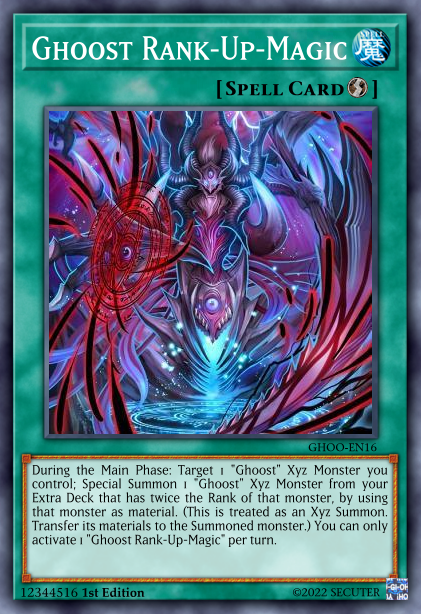 Ghoost Rank-Up-Magic 魔
[Spell Card]
GHOO-EN16
During the Main Phase: Target 1 "Ghoost" Xyz Monster you
control; Special Summon 1 "Ghoost" Xyz Monster from your
Extra Deck that has twice the Rank of that monster, by using
that monster as material. (This is treated as an Xyz Summon.
Transfer its materials to the Summoned monster.) You can only
activate 1 "Ghoost Rank-Up-Magic" per turn.
12344516 1st Edition ©2022 SECUTER